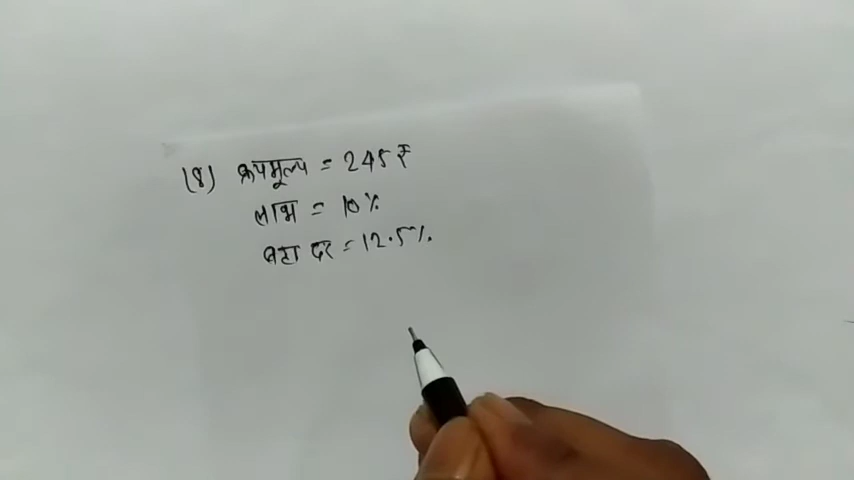 (8) क्रयमूल्य = 245 ₹
लाभ = 10%
बट्टा दर = 12.5%